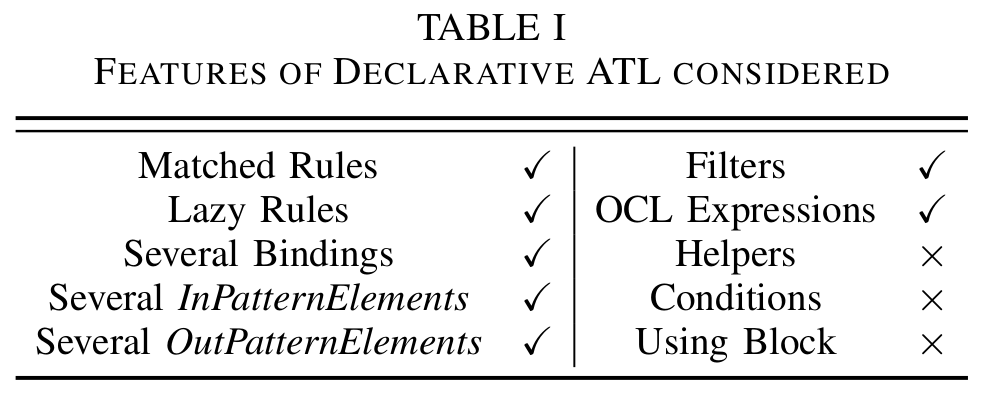 TABLE I
FEATURES OF DECLARATIVE ATL CONSIDERED
Matched Rules ✓ Filters ✓
Lazy Rules ✓ OCL Expressions ✓
Several Bindings ✓ Helpers ×
Several InPatternElements ✓ Conditions ×
Several OutPatternElements ✓ Using Block ×